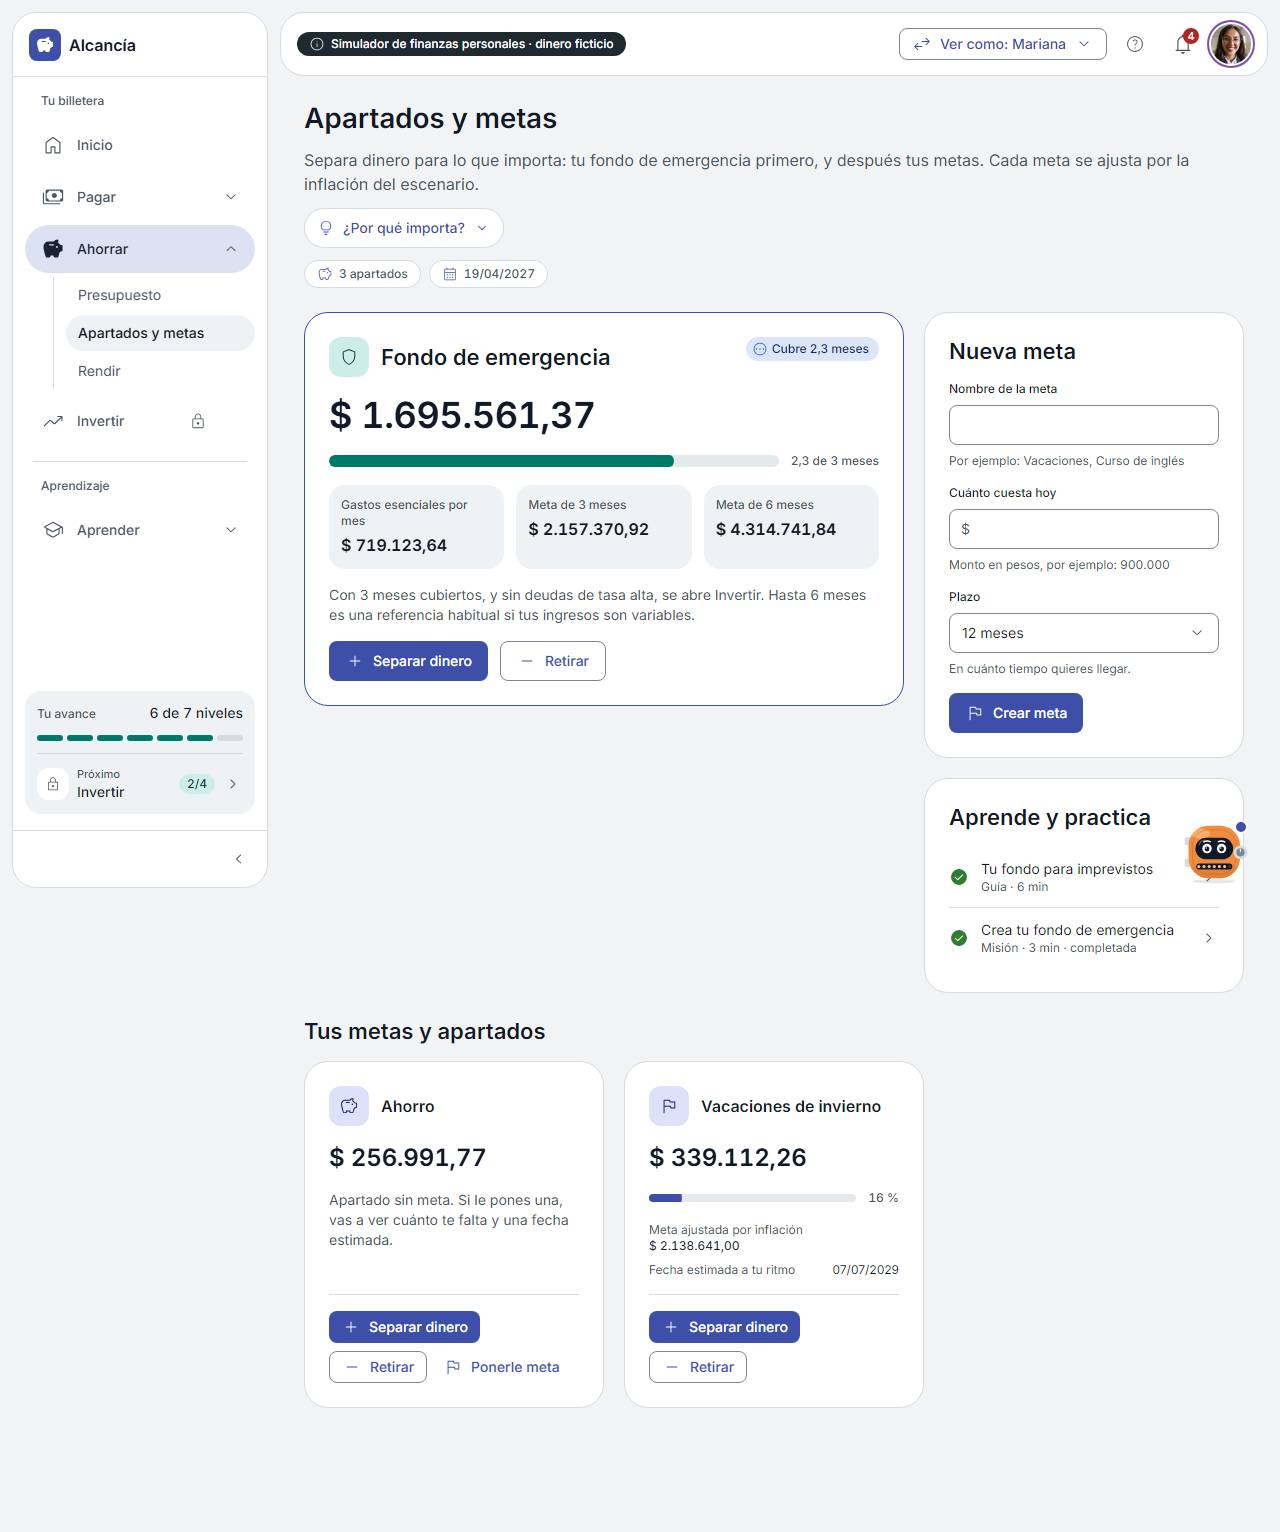 Alcancía
Simulador de finanzas personales · dinero ficticio
Ver como: Mariana
4
Tu billetera
Inicio
Pagar
Ahorrar
Presupuesto
Apartados y metas
Rendir
Invertir
Aprendizaje
Aprender
Tu avance
6 de 7 niveles
Próximo
Invertir
2/4
Apartados y metas
Separa dinero para lo que importa: tu fondo de emergencia primero, y después tus metas. Cada meta se ajusta por la
inflación del escenario.
¿Por qué importa?
3 apartados
19/04/2027
Fondo de emergencia
Cubre 2,3 meses
$ 1.695.561,37
2,3 de 3 meses
Gastos esenciales por
mes
$ 719.123,64
Meta de 3 meses
$ 2.157.370,92
Meta de 6 meses
$ 4.314.741,84
Con 3 meses cubiertos, y sin deudas de tasa alta, se abre Invertir. Hasta 6 meses
es una referencia habitual si tus ingresos son variables.
Separar dinero
Retirar
Nueva meta
Nombre de la meta
Por ejemplo: Vacaciones, Curso de inglés
Cuánto cuesta hoy
$
Monto en pesos, por ejemplo: 900.000
Plazo
12 meses
En cuánto tiempo quieres llegar.
Crear meta
Aprende y practica
Tu fondo para imprevistos
Guía · 6 min
Crea tu fondo de emergencia
Misión · 3 min · completada
Tus metas y apartados
Ahorro
$ 256.991,77
Apartado sin meta. Si le pones una,
vas a ver cuánto te falta y una fecha
estimada.
Separar dinero
Retirar
Ponerle meta
Vacaciones de invierno
$ 339.112,26
16 %
Meta ajustada por inflación
$ 2.138.641,00
Fecha estimada a tu ritmo
07/07/2029
Separar dinero
Retirar